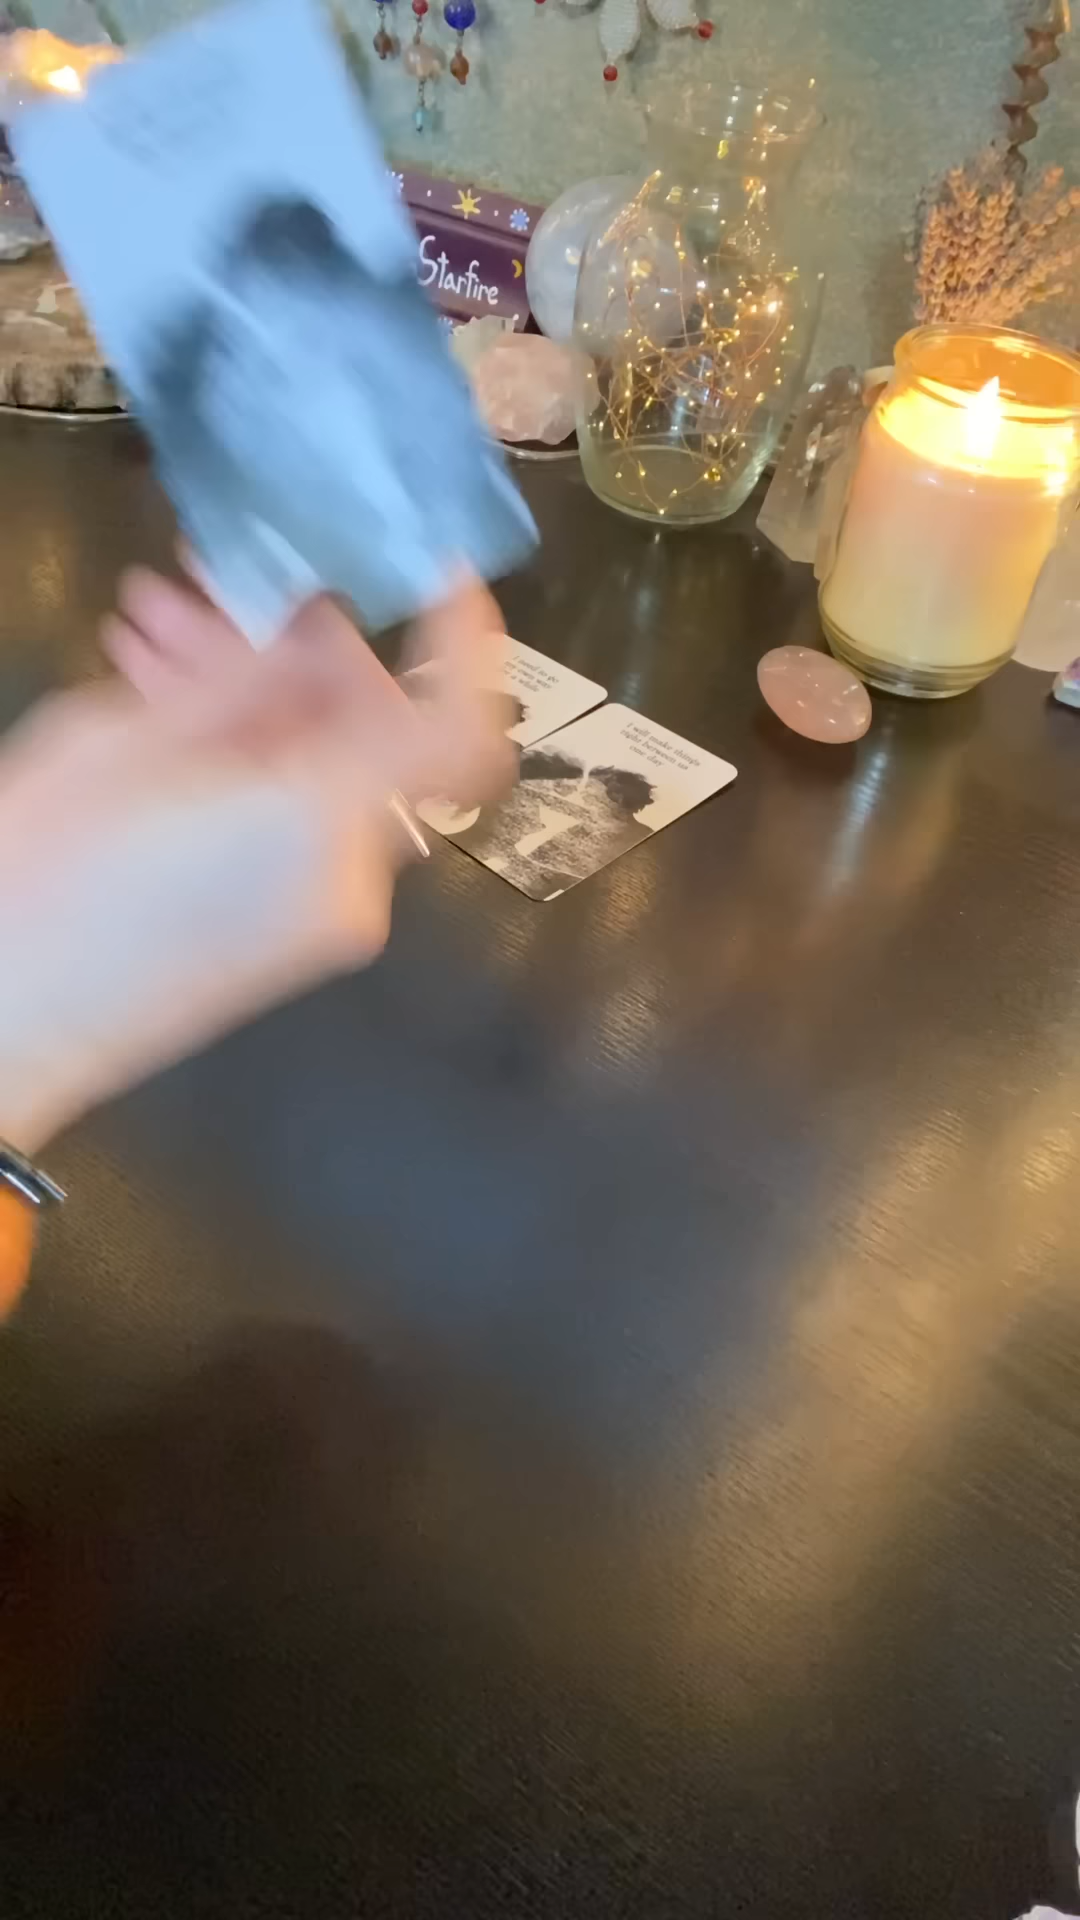 Starfire
I need to go
my own way
for a while
I will make things
right between us
one day